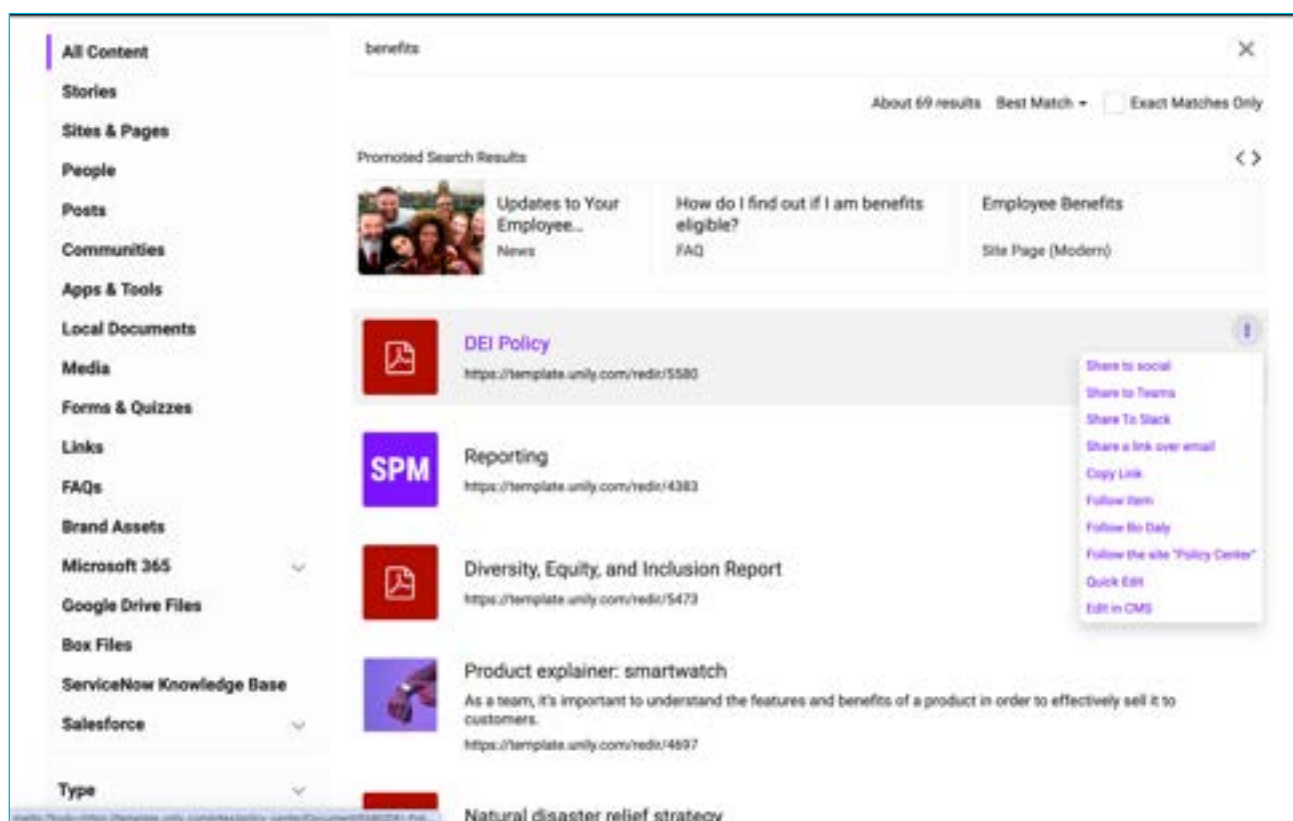 All Content
Stories
Sites & Pages
People
Posts
Communities
Apps & Tools
Local Documents
Media
Forms & Quizzes
Links
FAQs
Brand Assets
Microsoft 365
Google Drive Files
Box Files
ServiceNow Knowledge Base
Salesforce
Type
benefits
About 69 results Best Match Exact Matches Only
Promoted Search Results
Updates to Your
Employee...
News
How do I find out if I am benefits
eligible?
FAQ
Employee Benefits
Site Page (Modern)
DEI Policy
https://template.unily.com/redir/5580
Share to social
Share to Teams
Share To Slack
Share a link over email
Copy Link
Follow Item
Follow Bo Daly
Follow the site "Policy Center"
Quick Edit
Edit in CMS
SPM
Reporting
https://template.unily.com/redir/4383
Diversity, Equity, and Inclusion Report
https://template.unily.com/redir/5473
Product explainer: smartwatch
As a team, it's important to understand the features and benefits of a product in order to effectively sell it to
customers.
https://template.unily.com/redir/4697
Natural disaster relief strategy